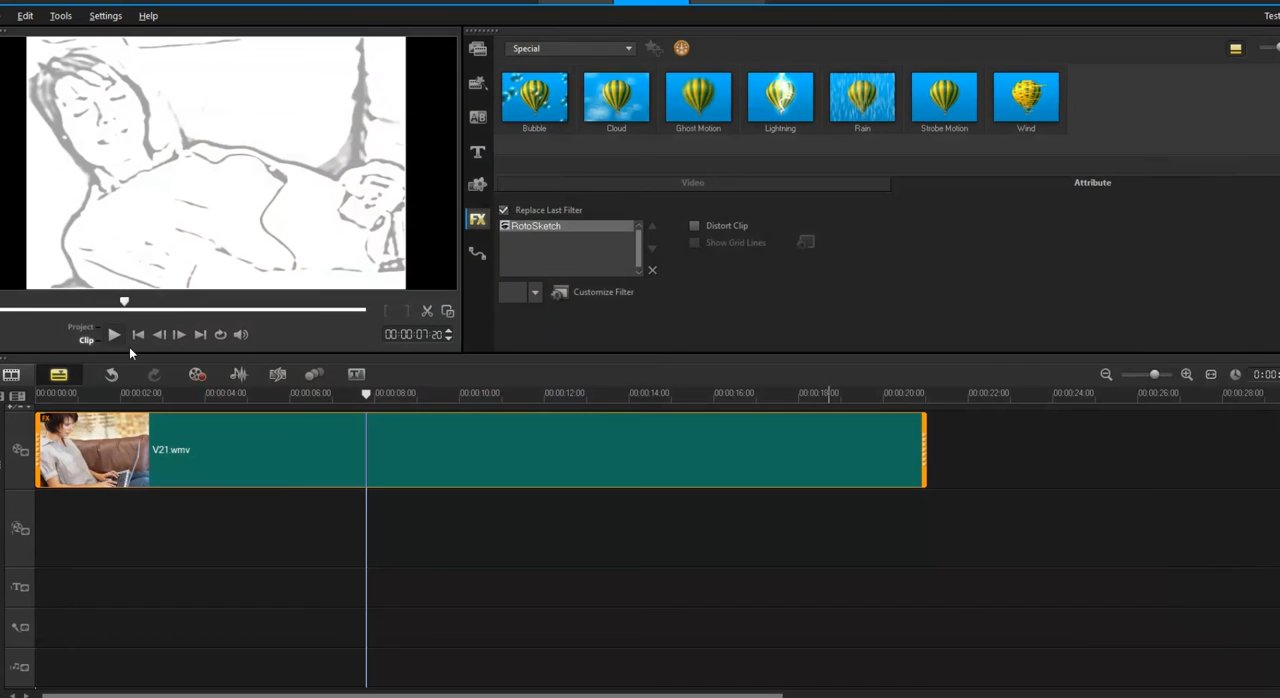 Edit Tools Settings Help Test
Special
Bubble Cloud Ghost Motion Lightning Rain Strobe Motion Wind
Video Attribute
Replace Last Filter
RotoSketch Distort Clip
Show Grid Lines
Customize Filter
Project
Clip 00:00:07:20
0:00:
00:00:00:00 00:00:02:00 00:00:04:00 00:00:06:00 00:00:08:00 00:00:10:00 00:00:12:00 00:00:14:00 00:00:16:00 00:00:18:00 00:00:20:00 00:00:22:00 00:00:24:00 00:00:26:00 00:00:28:00
FX
V21.wmv